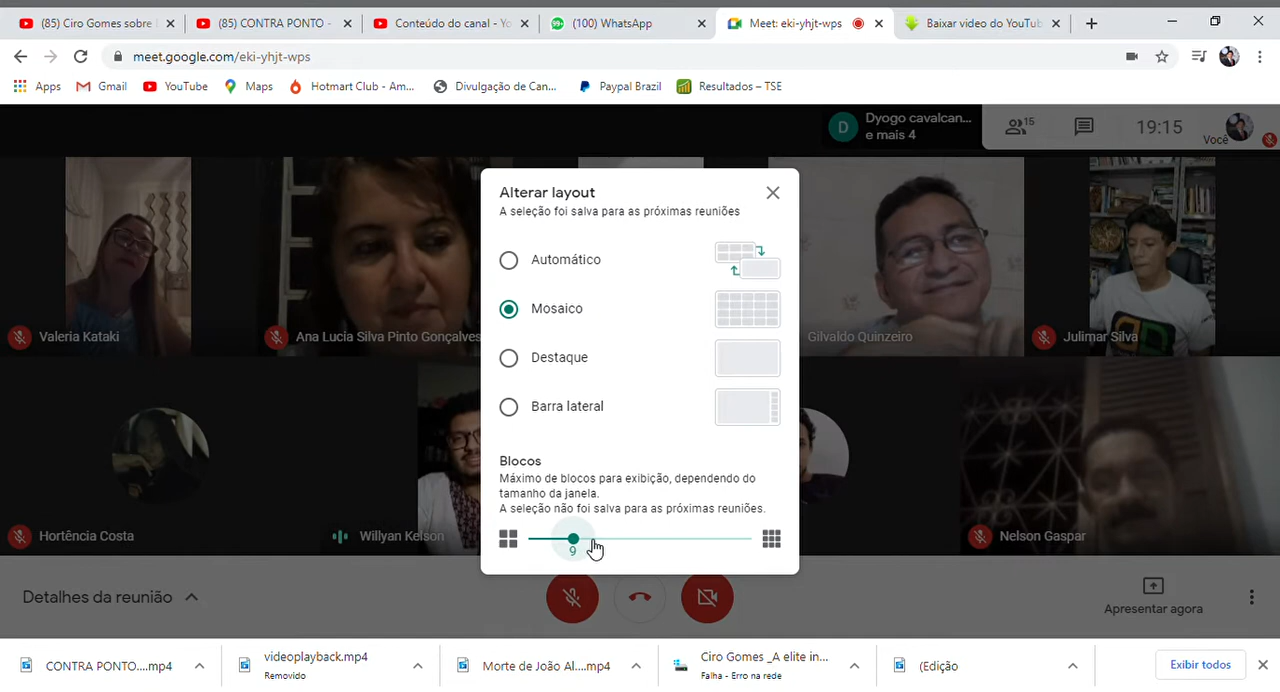 (85) Ciro Gomes sobre
(85) CONTRA PONTO -
Conteúdo do canal - Yo
99+
(100) WhatsApp
Meet: eki-yhjt-wps
Baixar video do YouTub
meet.google.com/eki-yhjt-wps
Apps
Gmail
YouTube
Maps
Hotmart Club - Am...
Divulgação de Can...
Paypal Brazil
Resultados – TSE
D
Dyogo cavalcan...
e mais 4
15
19:15
Você
Alterar layout
A seleção foi salva para as próximas reuniões
Automático
Mosaico
Destaque
Barra lateral
Blocos
Máximo de blocos para exibição, dependendo do
tamanho da janela.
A seleção não foi salva para as próximas reuniões.
9
Valeria Kataki
Ana Lucia Silva Pinto Gonçalves
Gilvaldo Quinzeiro
Julimar Silva
Hortência Costa
Willyan Kelson
Nelson Gaspar
Detalhes da reunião
Apresentar agora
CONTRA PONTO....mp4
videoplayback.mp4
Removido
Morte de João Al....mp4
Ciro Gomes _A elite in...
Falha - Erro na rede
(Edição
Exibir todos